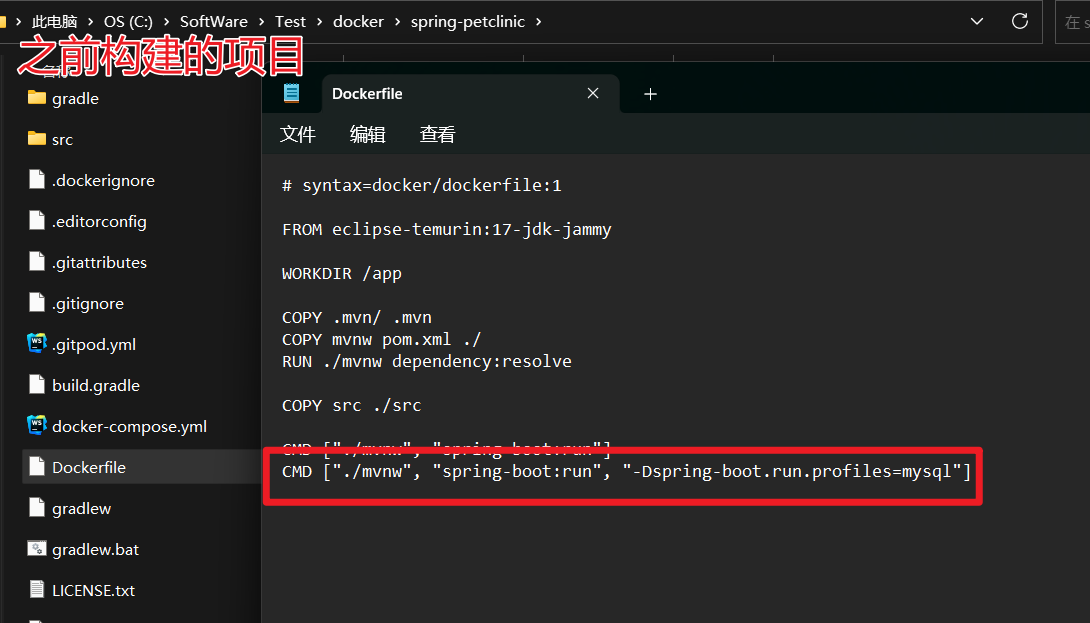 此电脑 > OS (C:) > SoftWare > Test > docker > spring-petclinic >
在 s
之前构建的项目
名称
gradle
src
.dockerignore
.editorconfig
.gitattributes
.gitignore
.gitpod.yml
build.gradle
docker-compose.yml
Dockerfile
gradlew
gradlew.bat
LICENSE.txt
Dockerfile
文件 编辑 查看
# syntax=docker/dockerfile:1
FROM eclipse-temurin:17-jdk-jammy
WORKDIR /app
COPY .mvn/ .mvn
COPY mvnw pom.xml ./
RUN ./mvnw dependency:resolve
COPY src ./src
CMD ["./mvnw", "spring-boot:run"]
CMD ["./mvnw", "spring-boot:run", "-Dspring-boot.run.profiles=mysql"]